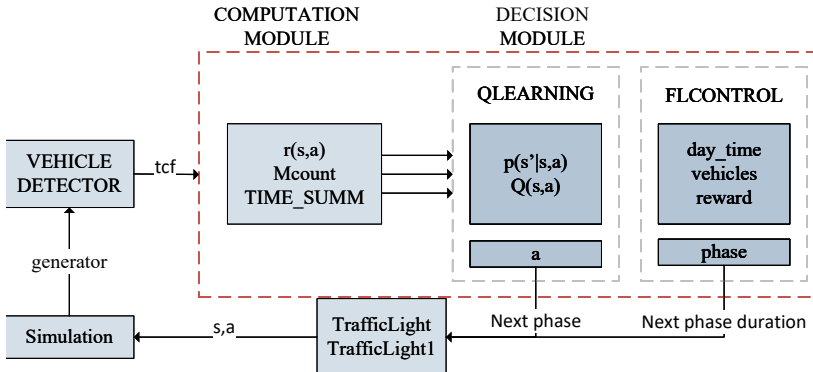 COMPUTATION
MODULE
DECISION
MODULE
QLEARNING
FLCONTROL
VEHICLE
DETECTOR
tcf
r(s,a)
Mcount
TIME_SUMM
p(s'|s,a)
Q(s,a)
day_time
vehicles
reward
a
phase
generator
Simulation
s,a
TrafficLight
TrafficLight1
Next phase
Next phase duration